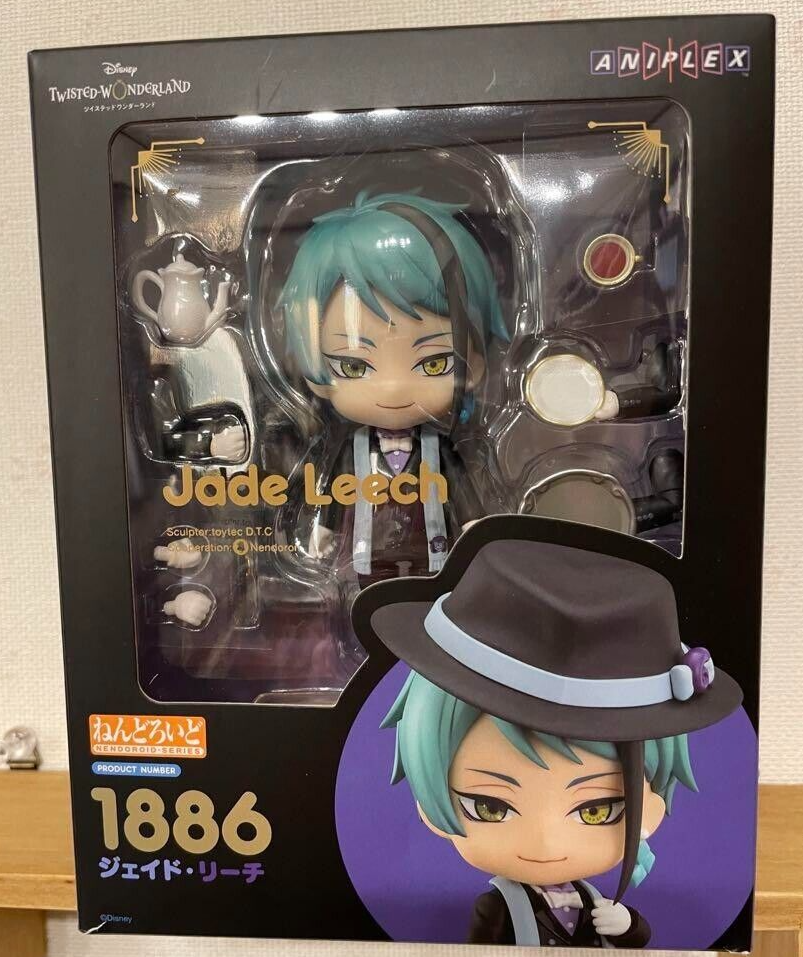 Disney
TWISTED-WONDERLAND
ツイステッドワンダーランド
ANIPLEX
Jade Leech
Sculptor:toytec D.T.C
Nendoron
ねんどろいど
NENDOROID-SERIES
PRODUCT NUMBER
1886
ジェイド・リーチ
©Disney